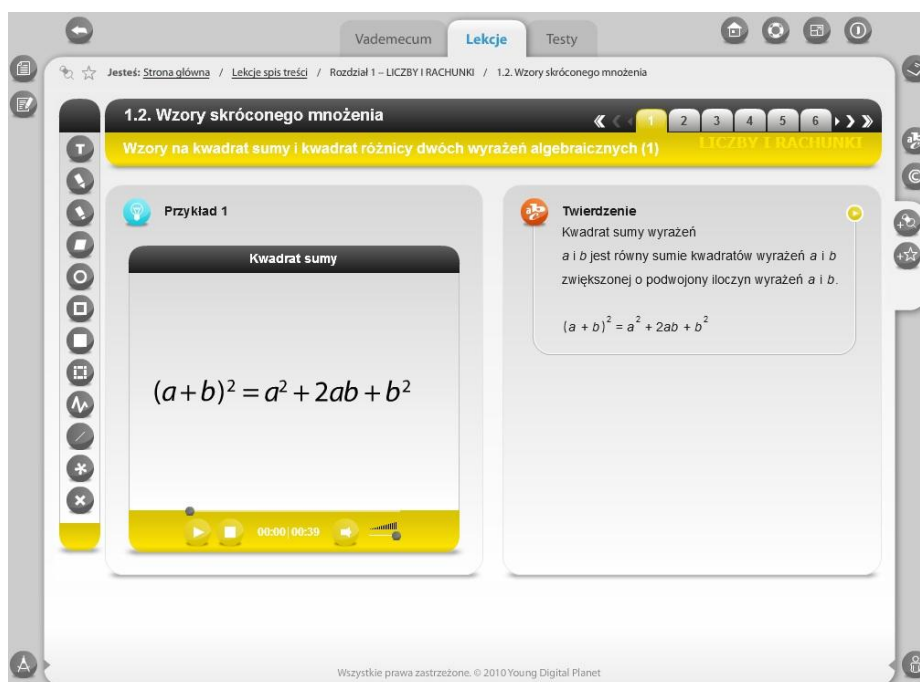 Vademecum Lekcje Testy
Jesteś: Strona główna / Lekcje spis treści / Rozdział 1 – LICZBY I RACHUNKI / 1.2. Wzory skróconego mnożenia
1.2. Wzory skróconego mnożenia
1 2 3 4 5 6
Wzory na kwadrat sumy i kwadrat różnicy dwóch wyrażeń algebraicznych (1)
LICZBY I RACHUNKI
T
Przykład 1
Kwadrat sumy
(a+b)² = a² + 2ab + b²
00:00|00:39
Twierdzenie
Kwadrat sumy wyrażeń
a i b jest równy sumie kwadratów wyrażeń a i b
zwiększonej o podwojony iloczyn wyrażeń a i b.
(a + b)² = a² + 2ab + b²
Wszystkie prawa zastrzeżone. © 2010 Young Digital Planet